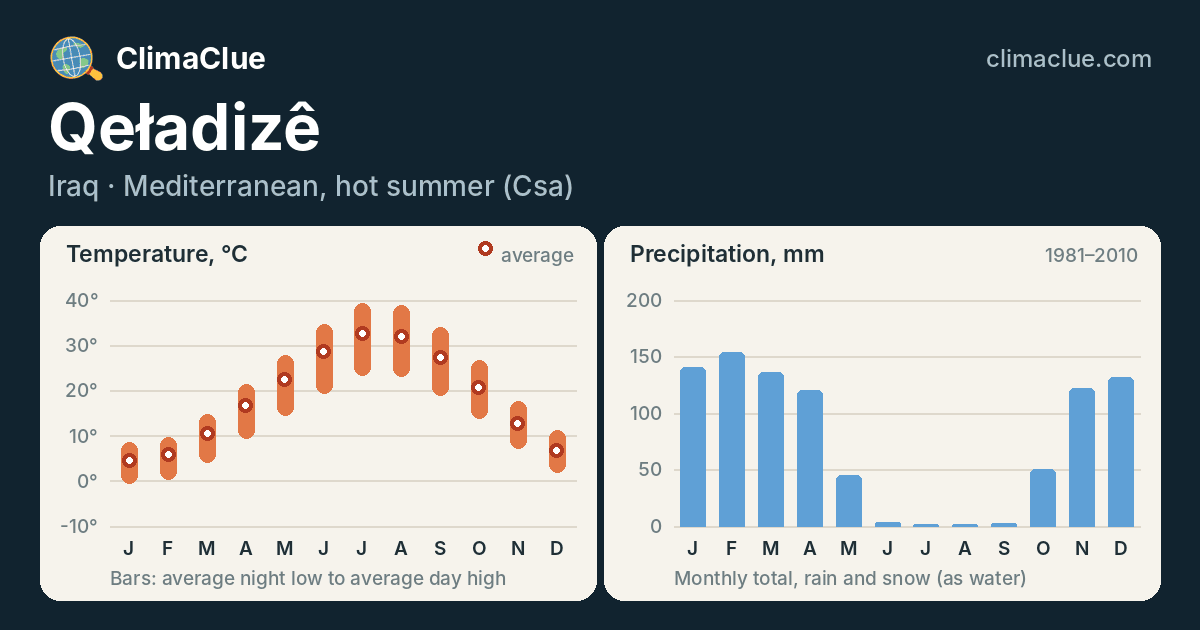 ClimaClue
climaclue.com
Qeładizê
Iraq · Mediterranean, hot summer (Csa)
Temperature, °C
average
40°
30°
20°
10°
0°
-10°
J F M A M J J A S O N D
Bars: average night low to average day high
Precipitation, mm
1981–2010
200
150
100
50
0
J F M A M J J A S O N D
Monthly total, rain and snow (as water)